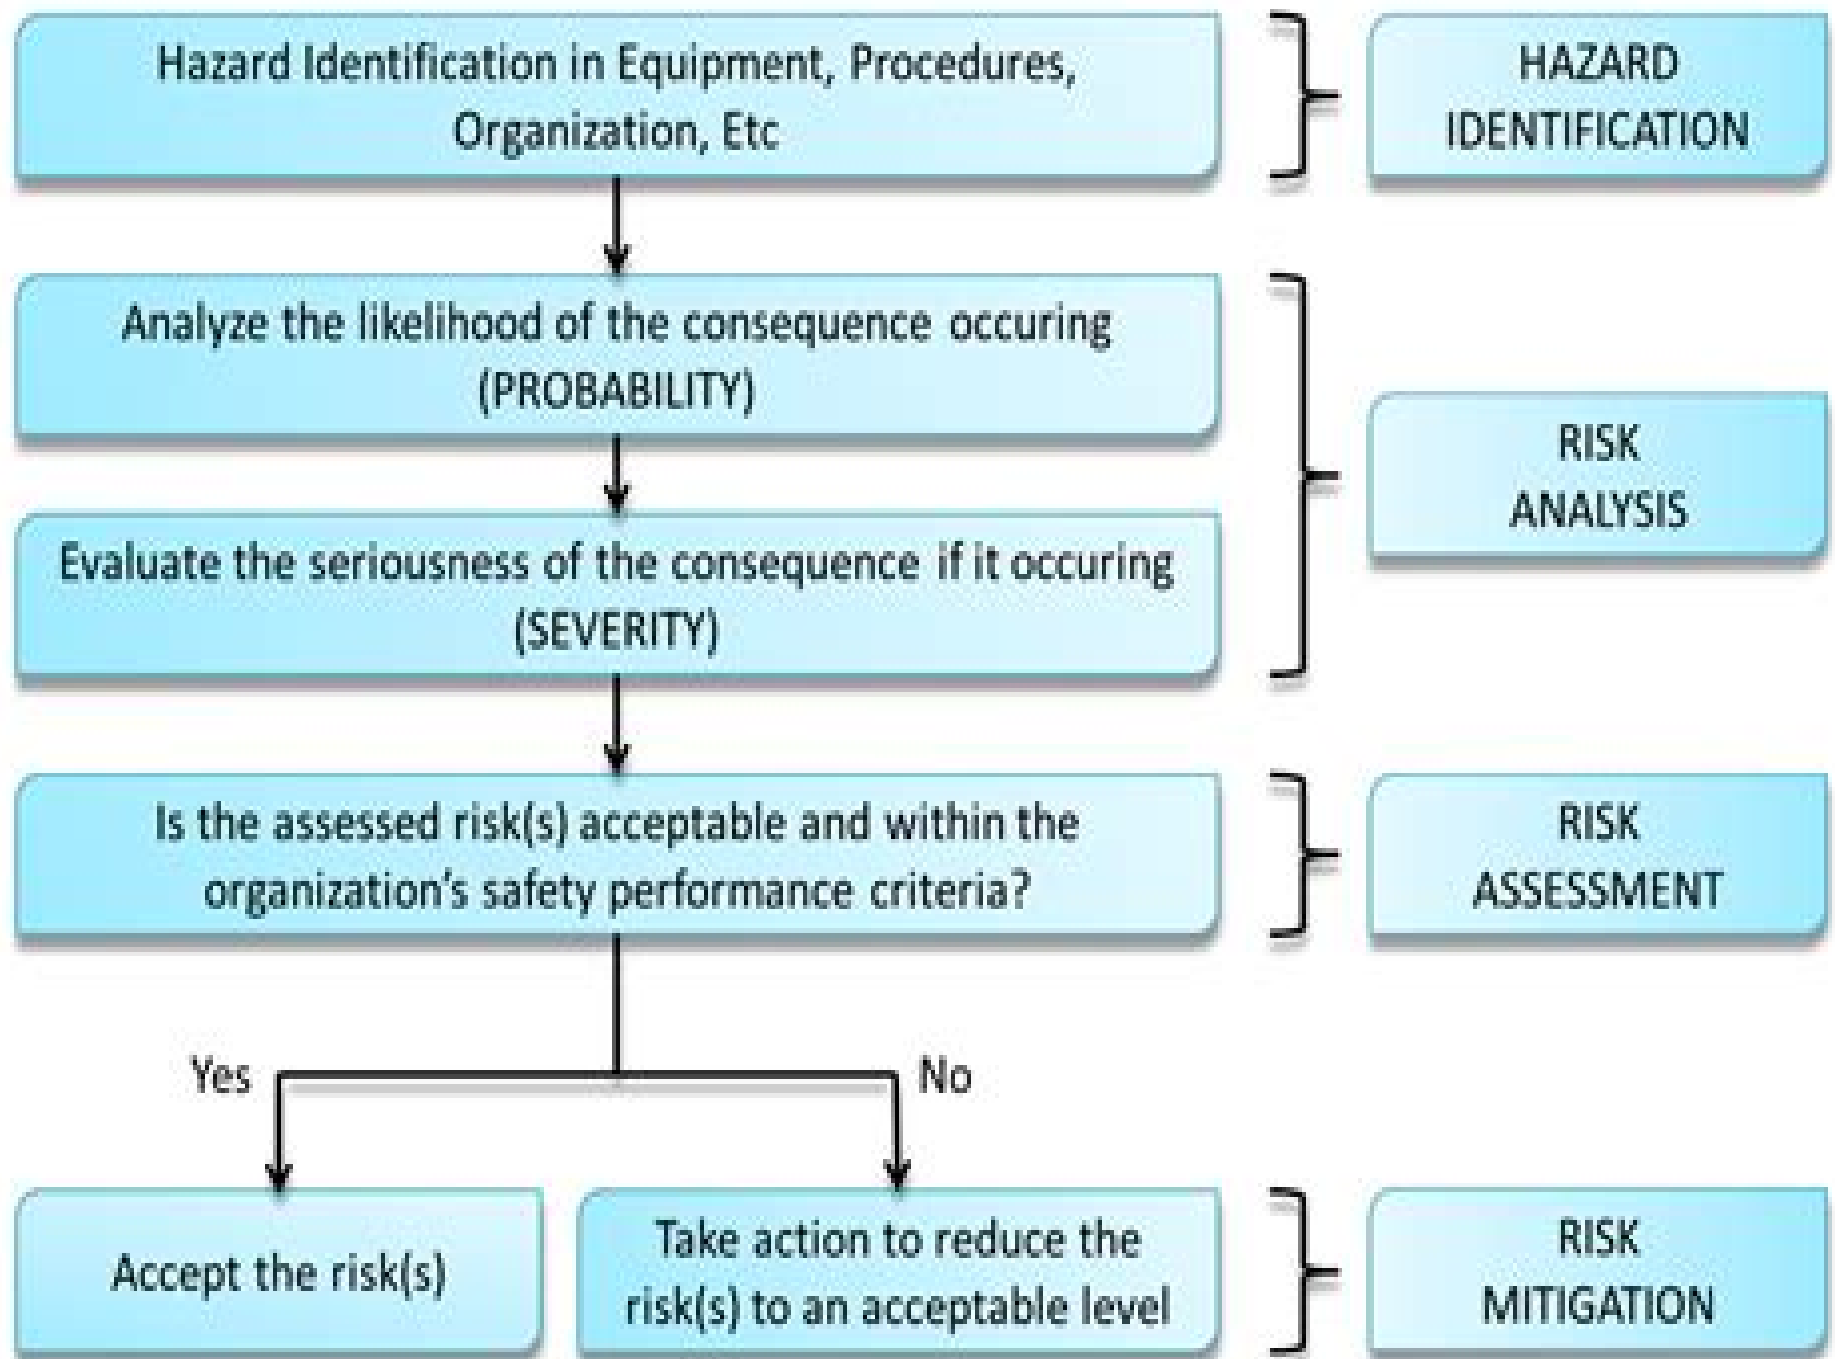 Hazard Identification in Equipment, Procedures,
Organization, Etc
HAZARD
IDENTIFICATION
Analyze the likelihood of the consequence occuring
(PROBABILITY)
Evaluate the seriousness of the consequence if it occuring
(SEVERITY)
RISK
ANALYSIS
Is the assessed risk(s) acceptable and within the
organization's safety performance criteria?
RISK
ASSESSMENT
Yes
No
Accept the risk(s)
Take action to reduce the
risk(s) to an acceptable level
RISK
MITIGATION